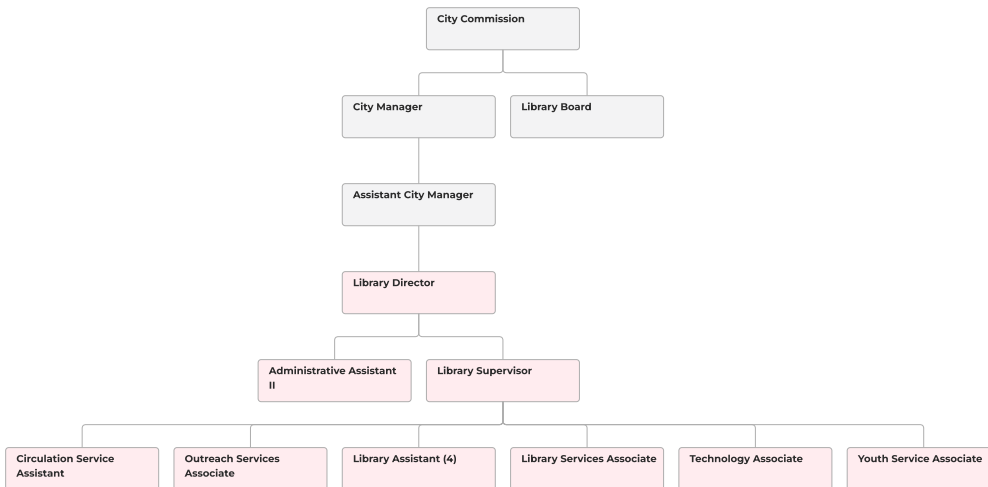 City Commission
City Manager
Library Board
Assistant City Manager
Library Director
Administrative Assistant
II
Library Supervisor
Circulation Service
Assistant
Outreach Services
Associate
Library Assistant (4)
Library Services Associate
Technology Associate
Youth Service Associate